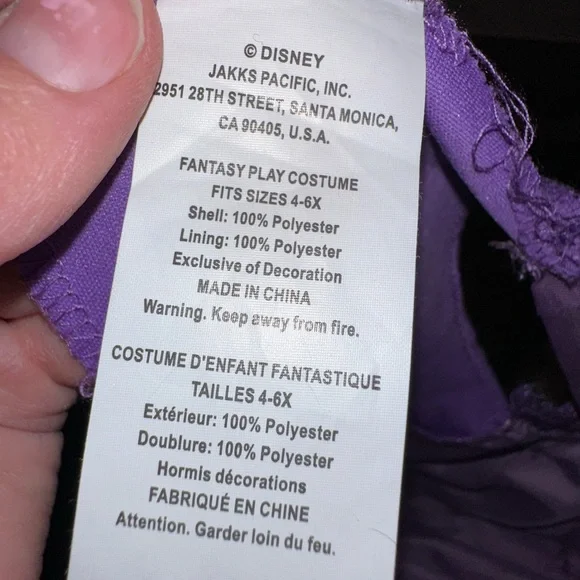 © DISNEY
JAKKS PACIFIC, INC.
2951 28TH STREET, SANTA MONICA,
CA 90405, U.S.A.
FANTASY PLAY COSTUME
FITS SIZES 4-6X
Shell: 100% Polyester
Lining: 100% Polyester
Exclusive of Decoration
MADE IN CHINA
Warning. Keep away from fire.
COSTUME D'ENFANT FANTASTIQUE
TAILLES 4-6X
Extérieur: 100% Polyester
Doublure: 100% Polyester
Hormis décorations
FABRIQUÉ EN CHINE
Attention. Garder loin du feu.